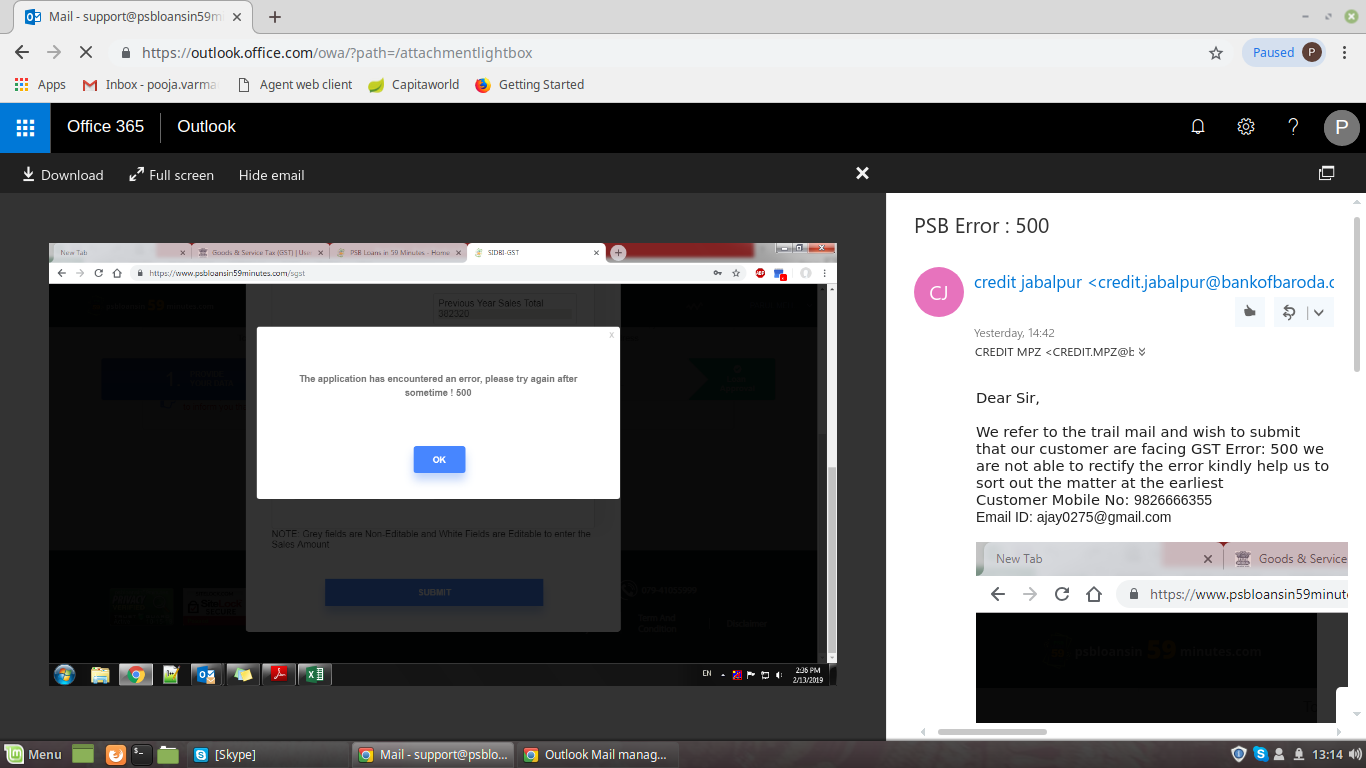 Mail - support@psbloansin59m
https://outlook.office.com/owa/?path=/attachmentlightbox
Paused P
Apps Inbox - pooja.varma Agent web client Capitaworld Getting Started
Office 365 Outlook
? P
Download Full screen Hide email
New Tab
Goods & Service Tax (GST) | User
PSB Loans in 59 Minutes - Home
SIDBI-GST
https://www.psbloansin59minutes.com/sgst
Previous Year Sales Total
382320
x
The application has encountered an error, please try again after
sometime ! 500
OK
NOTE: Grey fields are Non-Editable and White Fields are Editable to enter the
Sales Amount
SUBMIT
Term And
Condition
Disclaimer
EN
2:36 PM
2/13/2019
PSB Error : 500
CJ
credit jabalpur <credit.jabalpur@bankofbaroda.c
Yesterday, 14:42
CREDIT MPZ <CREDIT.MPZ@b
Dear Sir,
We refer to the trail mail and wish to submit
that our customer are facing GST Error: 500 we
are not able to rectify the error kindly help us to
sort out the matter at the earliest
Customer Mobile No: 9826666355
Email ID: ajay0275@gmail.com
New Tab
Goods & Service
https://www.psbloansin59minut
psbloansin 59 minutes.com
Menu [Skype] Mail - support@psblo... Outlook Mail manag... 13:14